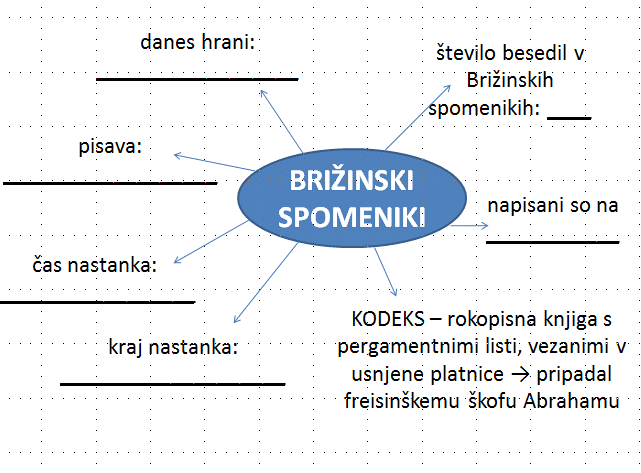 danes hrani:
število besedil v
Brižinskih
spomenikih: ____
pisava:
BRIŽINSKI
SPOMENIKI
napisani so na
čas nastanka:
kraj nastanka:
KODEKS – rokopisna knjiga s
pergamentnimi listi, vezanimi v
usnjene platnice → pripadal
freisinškemu škofu Abrahamu